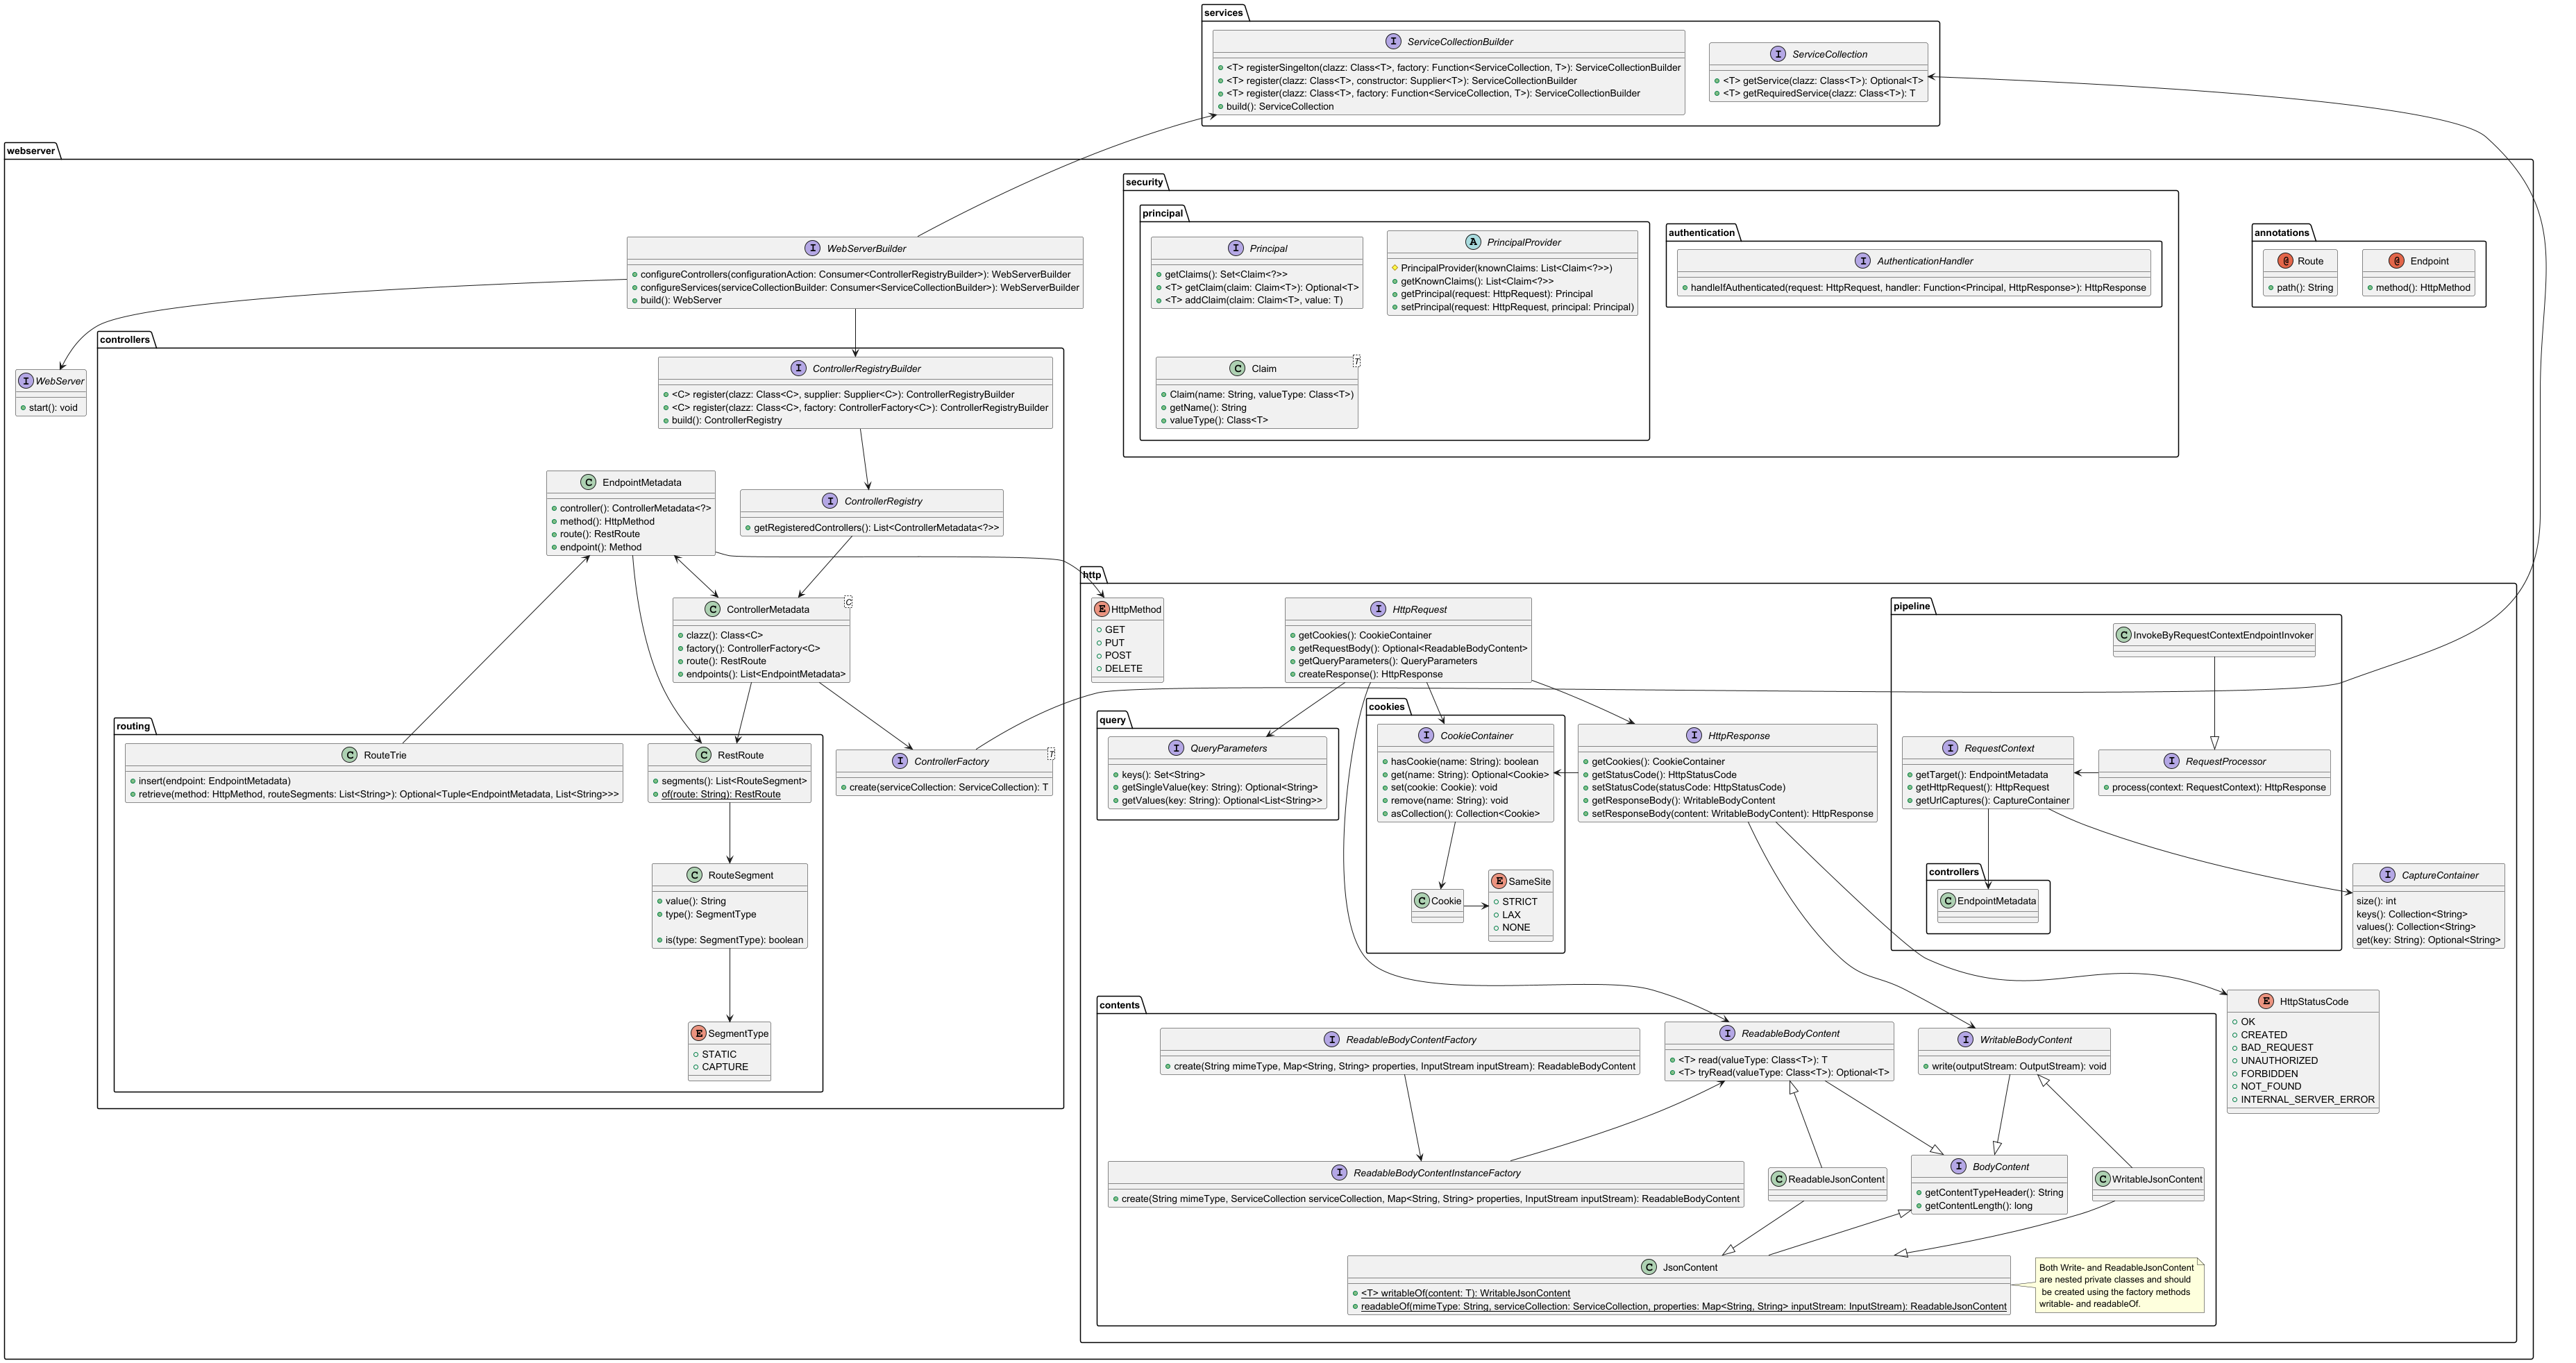 services
I ServiceCollectionBuilder
<T> registerSingelton(clazz: Class<T>, factory: Function<ServiceCollection, T>): ServiceCollectionBuilder
<T> register(clazz: Class<T>, constructor: Supplier<T>): ServiceCollectionBuilder
<T> register(clazz: Class<T>, factory: Function<ServiceCollection, T>): ServiceCollectionBuilder
build(): ServiceCollection
I ServiceCollection
<T> getService(clazz: Class<T>): Optional<T>
<T> getRequiredService(clazz: Class<T>): T
webserver
I WebServerBuilder
configureControllers(configurationAction: Consumer<ControllerRegistryBuilder>): WebServerBuilder
configureServices(serviceCollectionBuilder: Consumer<ServiceCollectionBuilder>): WebServerBuilder
build(): WebServer
I WebServer
start(): void
security
principal
I Principal
getClaims(): Set<Claim<?>>
<T> getClaim(claim: Claim<T>): Optional<T>
<T> addClaim(claim: Claim<T>, value: T)
A PrincipalProvider
PrincipalProvider(knownClaims: List<Claim<?>>)
getKnownClaims(): List<Claim<?>>
getPrincipal(request: HttpRequest): Principal
setPrincipal(request: HttpRequest, principal: Principal)
C Claim T
Claim(name: String, valueType: Class<T>)
getName(): String
valueType(): Class<T>
authentication
I AuthenticationHandler
handleIfAuthenticated(request: HttpRequest, handler: Function<Principal, HttpResponse>): HttpResponse
annotations
@ Route
path(): String
@ Endpoint
method(): HttpMethod
controllers
I ControllerRegistryBuilder
<C> register(clazz: Class<C>, supplier: Supplier<C>): ControllerRegistryBuilder
<C> register(clazz: Class<C>, factory: ControllerFactory<C>): ControllerRegistryBuilder
build(): ControllerRegistry
C EndpointMetadata
controller(): ControllerMetadata<?>
method(): HttpMethod
route(): RestRoute
endpoint(): Method
I ControllerRegistry
getRegisteredControllers(): List<ControllerMetadata<?>>
C ControllerMetadata C
clazz(): Class<C>
factory(): ControllerFactory<C>
route(): RestRoute
endpoints(): List<EndpointMetadata>
I ControllerFactory T
create(serviceCollection: ServiceCollection): T
routing
C RouteTrie
insert(endpoint: EndpointMetadata)
retrieve(method: HttpMethod, routeSegments: List<String>): Optional<Tuple<EndpointMetadata, List<String>>>
C RestRoute
segments(): List<RouteSegment>
of(route: String): RestRoute
C RouteSegment
value(): String
type(): SegmentType
is(type: SegmentType): boolean
E SegmentType
STATIC
CAPTURE
http
E HttpMethod
GET
PUT
POST
DELETE
I HttpRequest
getCookies(): CookieContainer
getRequestBody(): Optional<ReadableBodyContent>
getQueryParameters(): QueryParameters
createResponse(): HttpResponse
query
I QueryParameters
keys(): Set<String>
getSingleValue(key: String): Optional<String>
getValues(key: String): Optional<List<String>>
cookies
I CookieContainer
hasCookie(name: String): boolean
get(name: String): Optional<Cookie>
set(cookie: Cookie): void
remove(name: String): void
asCollection(): Collection<Cookie>
C Cookie
E SameSite
STRICT
LAX
NONE
I HttpResponse
getCookies(): CookieContainer
getStatusCode(): HttpStatusCode
setStatusCode(statusCode: HttpStatusCode)
getResponseBody(): WritableBodyContent
setResponseBody(content: WritableBodyContent): HttpResponse
pipeline
C InvokeByRequestContextEndpointInvoker
I RequestContext
getTarget(): EndpointMetadata
getHttpRequest(): HttpRequest
getUrlCaptures(): CaptureContainer
I RequestProcessor
process(context: RequestContext): HttpResponse
controllers
C EndpointMetadata
I CaptureContainer
size(): int
keys(): Collection<String>
values(): Collection<String>
get(key: String): Optional<String>
E HttpStatusCode
OK
CREATED
BAD_REQUEST
UNAUTHORIZED
FORBIDDEN
NOT_FOUND
INTERNAL_SERVER_ERROR
contents
I ReadableBodyContentFactory
create(String mimeType, Map<String, String> properties, InputStream inputStream): ReadableBodyContent
I ReadableBodyContent
<T> read(valueType: Class<T>): T
<T> tryRead(valueType: Class<T>): Optional<T>
I WritableBodyContent
write(outputStream: OutputStream): void
I ReadableBodyContentInstanceFactory
create(String mimeType, ServiceCollection serviceCollection, Map<String, String> properties, InputStream inputStream): ReadableBodyContent
C ReadableJsonContent
I BodyContent
getContentTypeHeader(): String
getContentLength(): long
C WritableJsonContent
C JsonContent
<T> writableOf(content: T): WritableJsonContent
readableOf(mimeType: String, serviceCollection: ServiceCollection, properties: Map<String, String> inputStream: InputStream): ReadableJsonContent
Both Write- and ReadableJsonContent
are nested private classes and should
be created using the factory methods
writable- and readableOf.